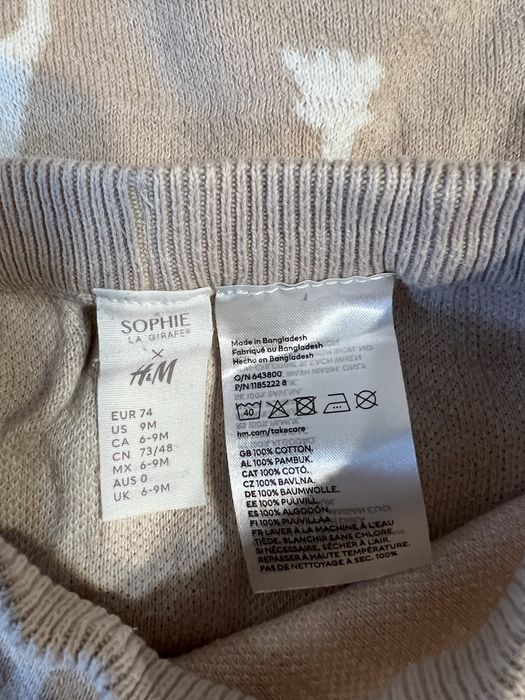 SOPHIE
LA GIRAFE®
×
H&M
EUR 74
US 9M
CA 6-9M
CN 73/48
MX 6-9M
AUS 0
UK 6-9M
Made in Bangladesh
Fabriqué au Bangladesh
Hecho en Bangladesh
O/N 643800
P/N 1185222 8
40
hm.com/takecare
GB 100% COTTON.
AL 100% PAMBUK.
CAT 100% COTÓ.
CZ 100% BAVLNA.
DE 100% BAUMWOLLE.
EE 100% PUUVILL.
ES 100% ALGODÓN.
FI 100% PUUVILLAA.
FR LAVER À LA MACHINE À L'EAU
TIÈDE, BLANCHIR SANS CHLORE,
SI NÉCESSAIRE, SÉCHER À L'AIR.
REPASSER À HAUTE TEMPÉRATURE.
PAS DE NETTOYAGE À SEC. 100%